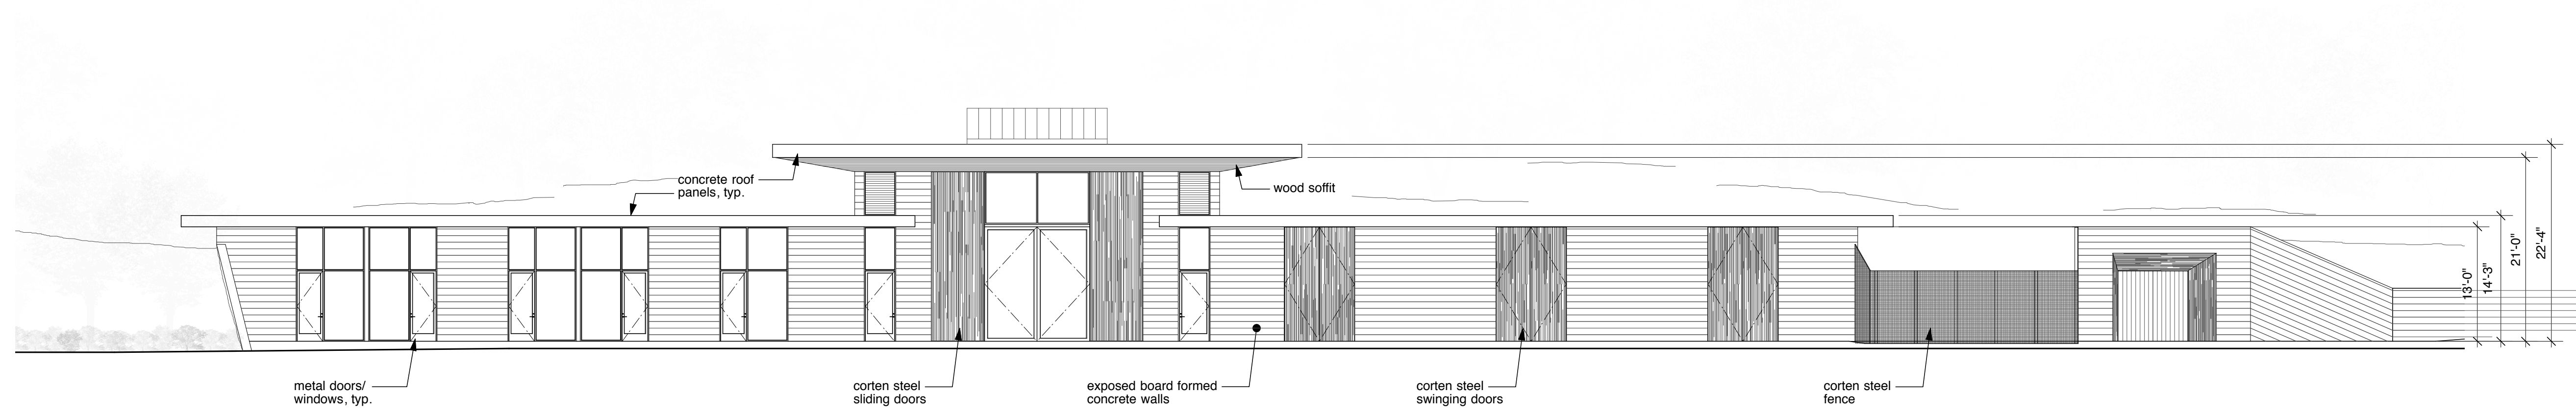 concrete roof
panels, typ.
wood soffit
13'-0"
14'-3"
21'-0"
22'-4"
metal doors/
windows, typ.
corten steel
sliding doors
exposed board formed
concrete walls
corten steel
swinging doors
corten steel
fence